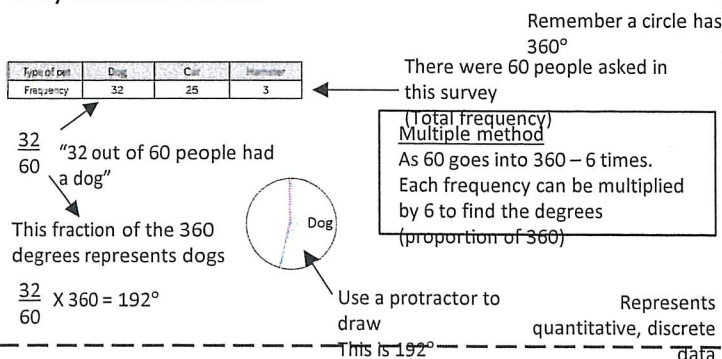 Remember a circle has
360°
Type of pet Dog Cat Hamster
Frequency 32 25 3
There were 60 people asked in
this survey
(Total frequency)
Multiple method
As 60 goes into 360 – 6 times.
Each frequency can be multiplied
by 6 to find the degrees
(proportion of 360)
32
60
“32 out of 60 people had
a dog”
This fraction of the 360
degrees represents dogs
32
60
X 360 = 192°
Dog
Use a protractor to
draw
This is 192°
Represents
quantitative, discrete
data